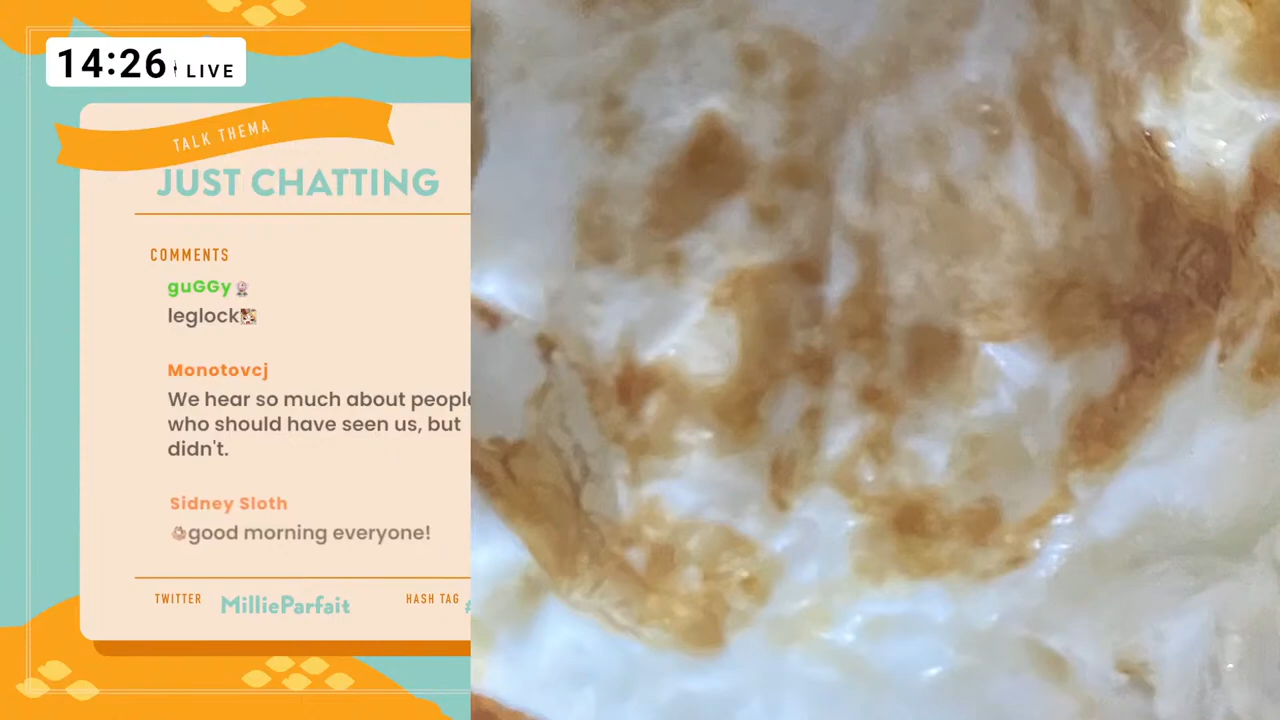 14:26 LIVE
TALK THEMA
JUST CHATTING
COMMENTS
guGGy
leglock
Monotovcj
We hear so much about people
who should have seen us, but
didn't.
Sidney Sloth
good morning everyone!
TWITTER MillieParfait HASH TAG #